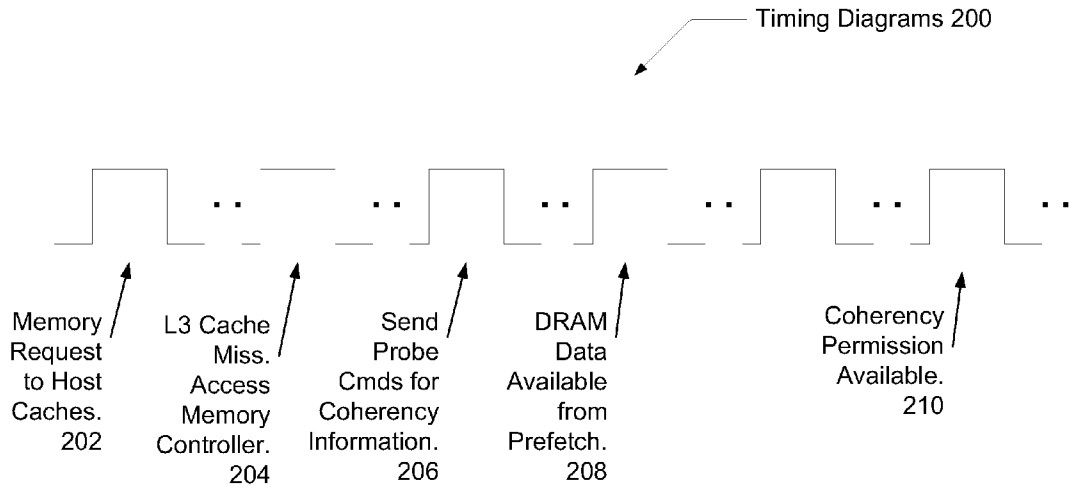 Timing Diagrams 200
Memory
Request
to Host
Caches.
202
L3 Cache
Miss.
Access
Memory
Controller.
204
Send
Probe
Cmds for
Coherency
Information.
206
DRAM
Data
Available
from
Prefetch.
208
Coherency
Permission
Available.
210